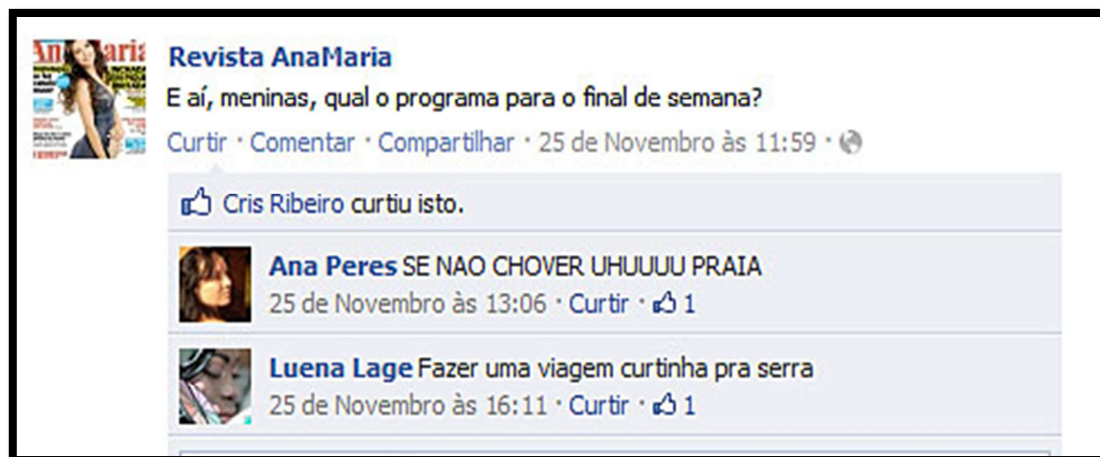 AnaMaria
Revista AnaMaria
E aí, meninas, qual o programa para o final de semana?
Curtir · Comentar · Compartilhar · 25 de Novembro às 11:59 ·
Cris Ribeiro curtiu isto.
Ana Peres SE NAO CHOVER UHUUUU PRAIA
25 de Novembro às 13:06 · Curtir · 1
Luena Lage Fazer uma viagem curtinha pra serra
25 de Novembro às 16:11 · Curtir · 1